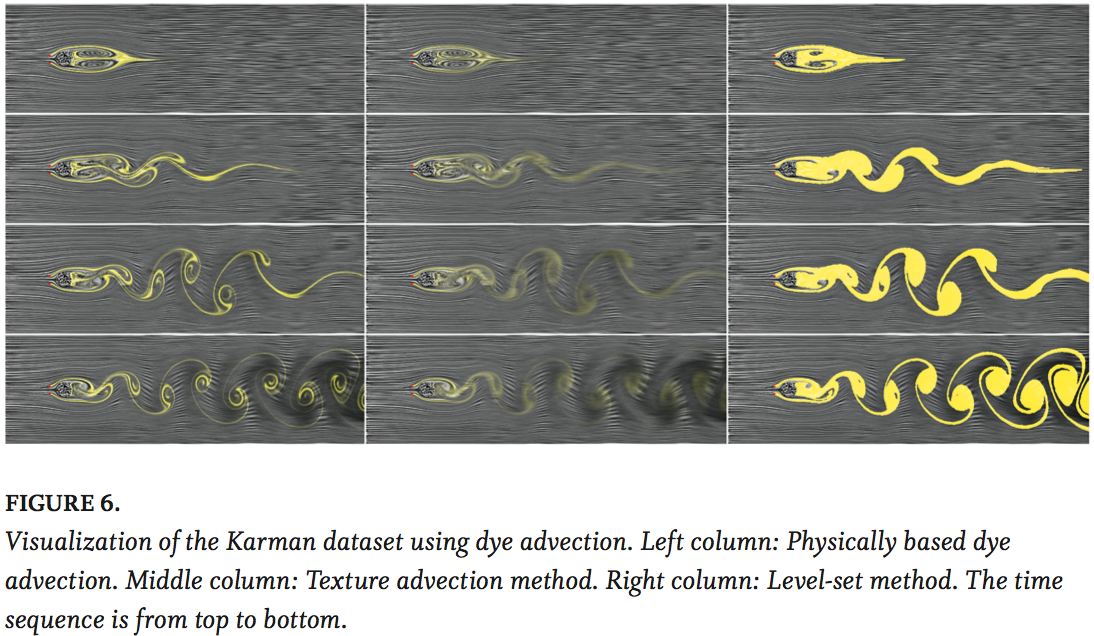 FIGURE 6.
Visualization of the Karman dataset using dye advection. Left column: Physically based dye
advection. Middle column: Texture advection method. Right column: Level-set method. The time
sequence is from top to bottom.